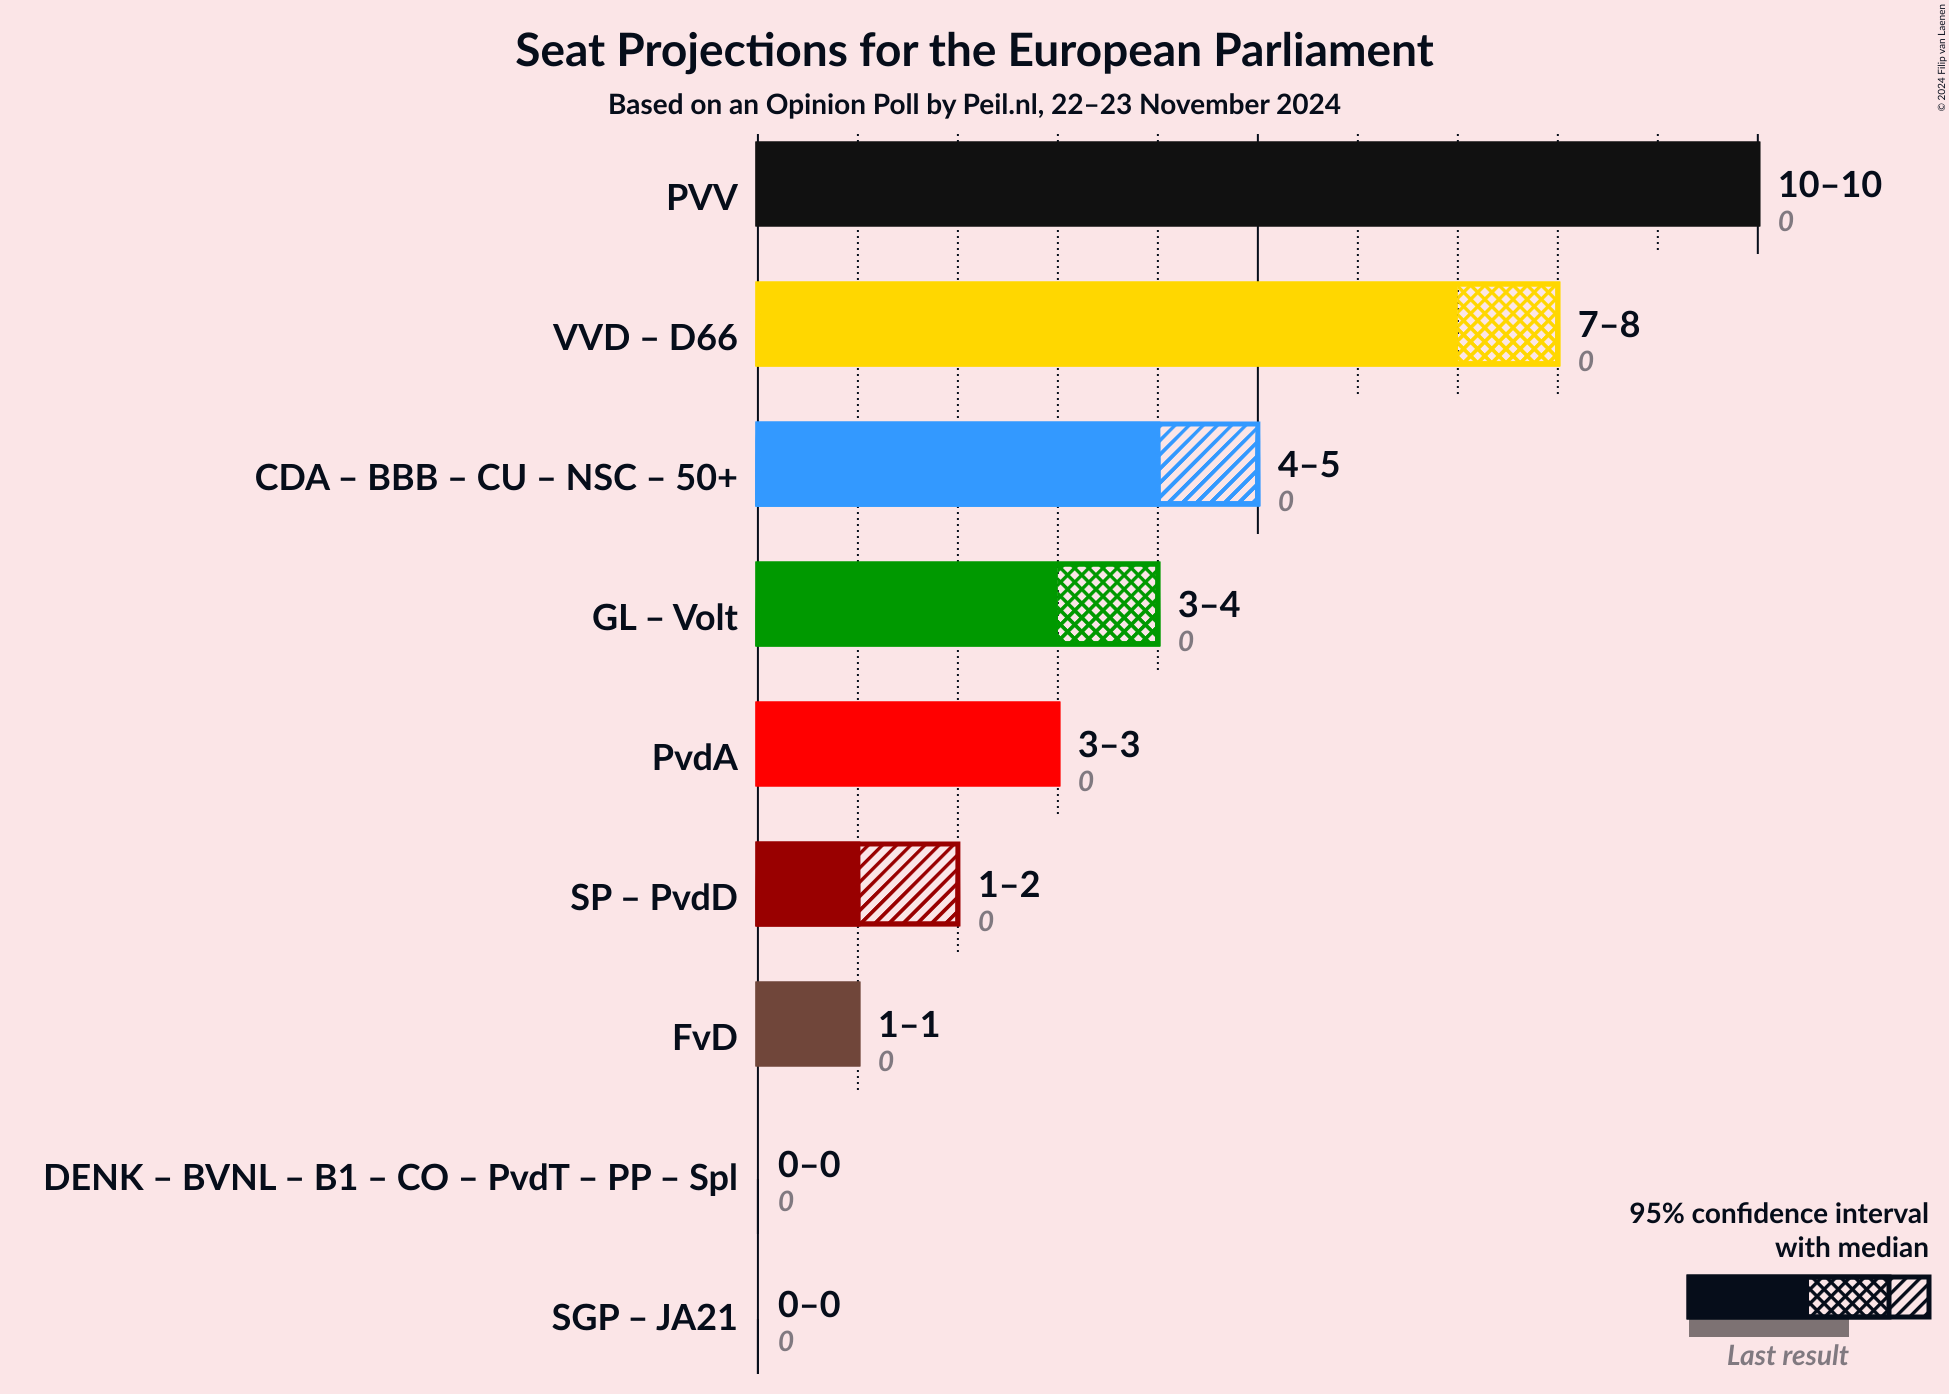 Seat Projections for the European Parliament
Based on an Opinion Poll by Peil.nl, 22–23 November 2024
© 2024 Filip van Laenen
PVV
10–10
0
VVD – D66
7–8
0
CDA – BBB – CU – NSC – 50+
4–5
0
GL – Volt
3–4
0
PvdA
3–3
0
SP – PvdD
1–2
0
FvD
1–1
0
DENK – BVNL – B1 – CO – PvdT – PP – Spl
0–0
0
SGP – JA21
0–0
0
95% confidence interval
with median
Last result